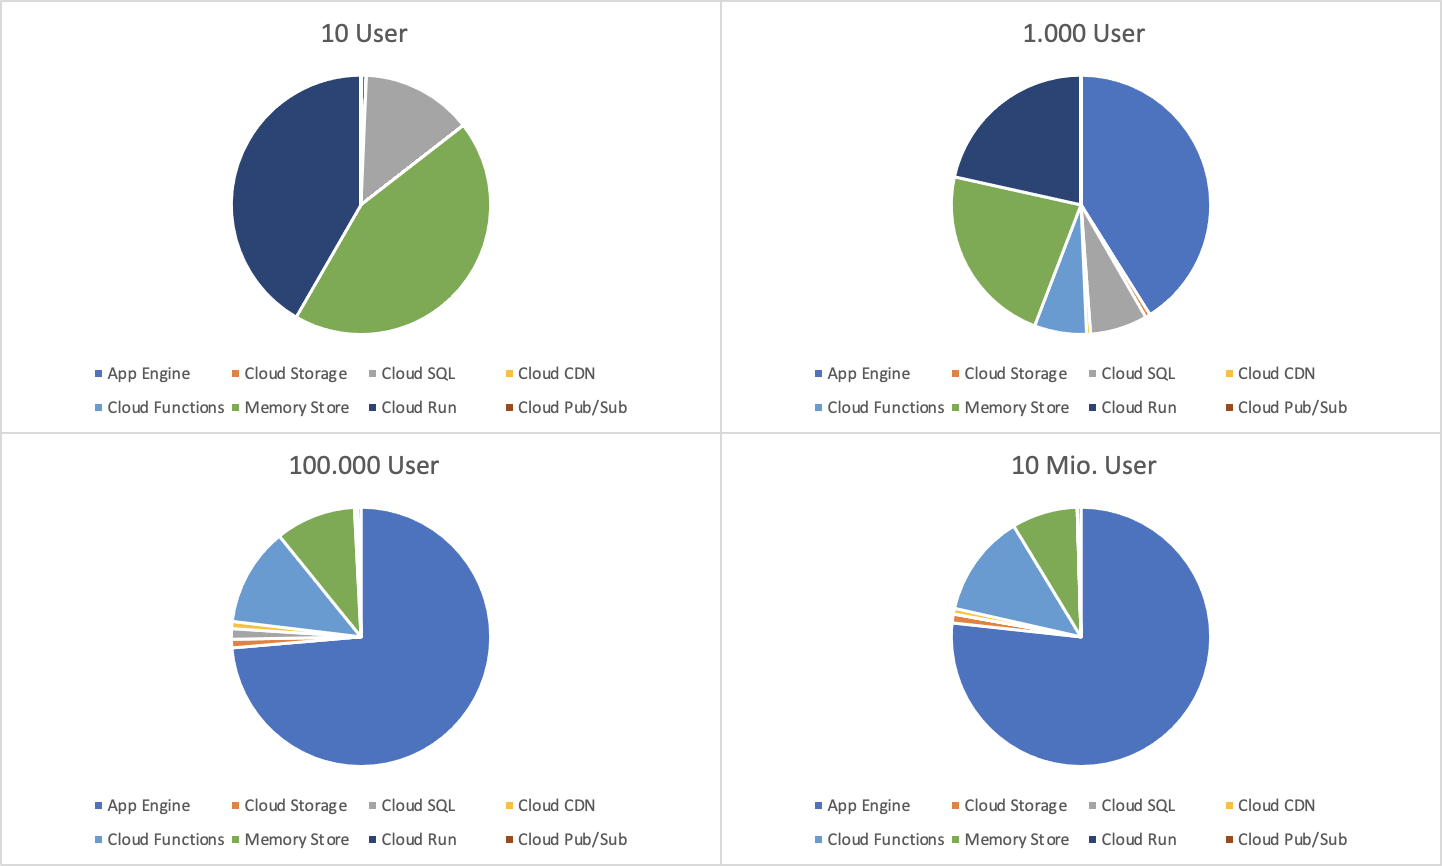 10 User
App Engine Cloud Storage Cloud SQL Cloud CDN
Cloud Functions Memory Store Cloud Run Cloud Pub/Sub
1.000 User
App Engine Cloud Storage Cloud SQL Cloud CDN
Cloud Functions Memory Store Cloud Run Cloud Pub/Sub
100.000 User
App Engine Cloud Storage Cloud SQL Cloud CDN
Cloud Functions Memory Store Cloud Run Cloud Pub/Sub
10 Mio. User
App Engine Cloud Storage Cloud SQL Cloud CDN
Cloud Functions Memory Store Cloud Run Cloud Pub/Sub